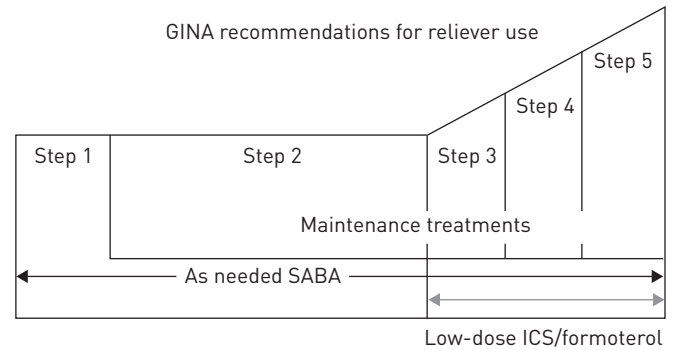 GINA recommendations for reliever use
Step 5
Step 4
Step 1
Step 2
Step 3
Maintenance treatments
As needed SABA
Low-dose ICS/formoterol